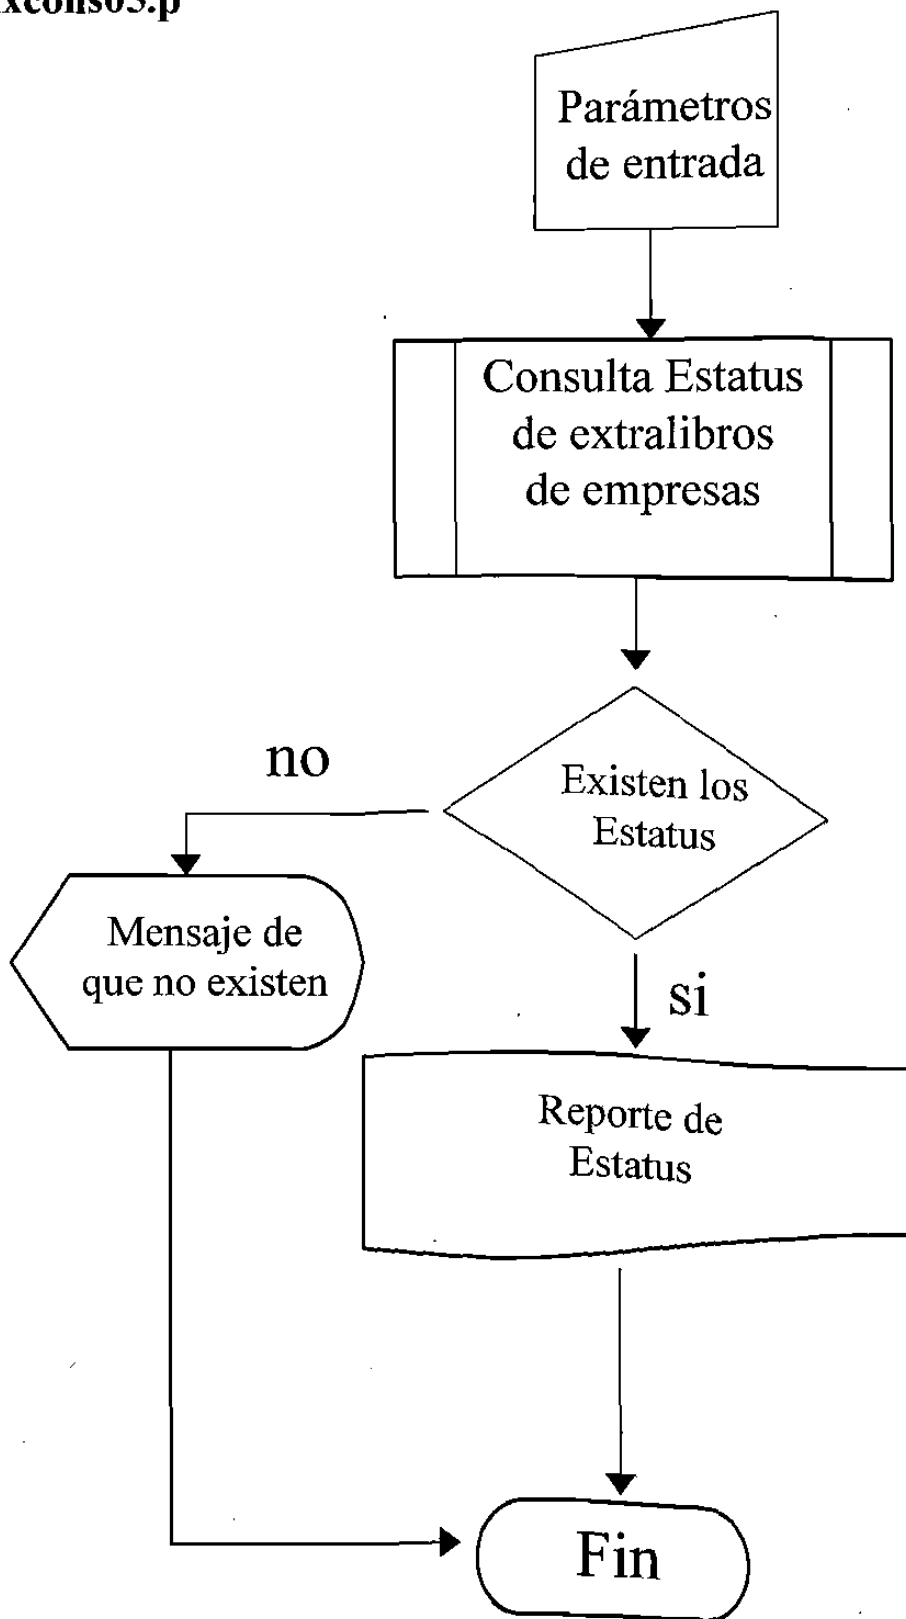 Parámetros
de entrada
Consulta Estatus
de extralibros
de empresas
no
Existen los
Estatus
Mensaje de
que no existen
si
Reporte de
Estatus
Fin